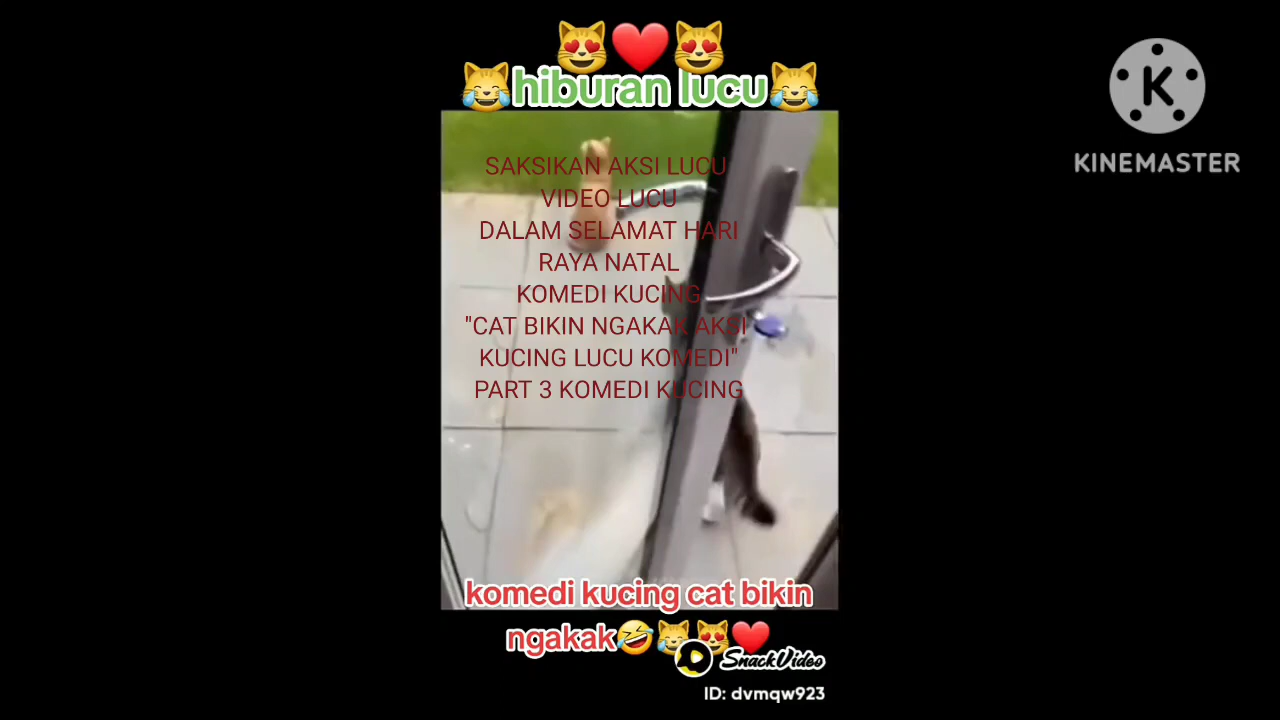 hiburan lucu
SAKSIKAN AKSI LUCU
VIDEO LUCU
DALAM SELAMAT HARI
RAYA NATAL
KOMEDI KUCING
"CAT BIKIN NGAKAK AKSI
KUCING LUCU KOMEDI"
PART 3 KOMEDI KUCING
komedi kucing cat bikin
ngakak
SnackVideo
ID: dvmqw923
K
KINEMASTER